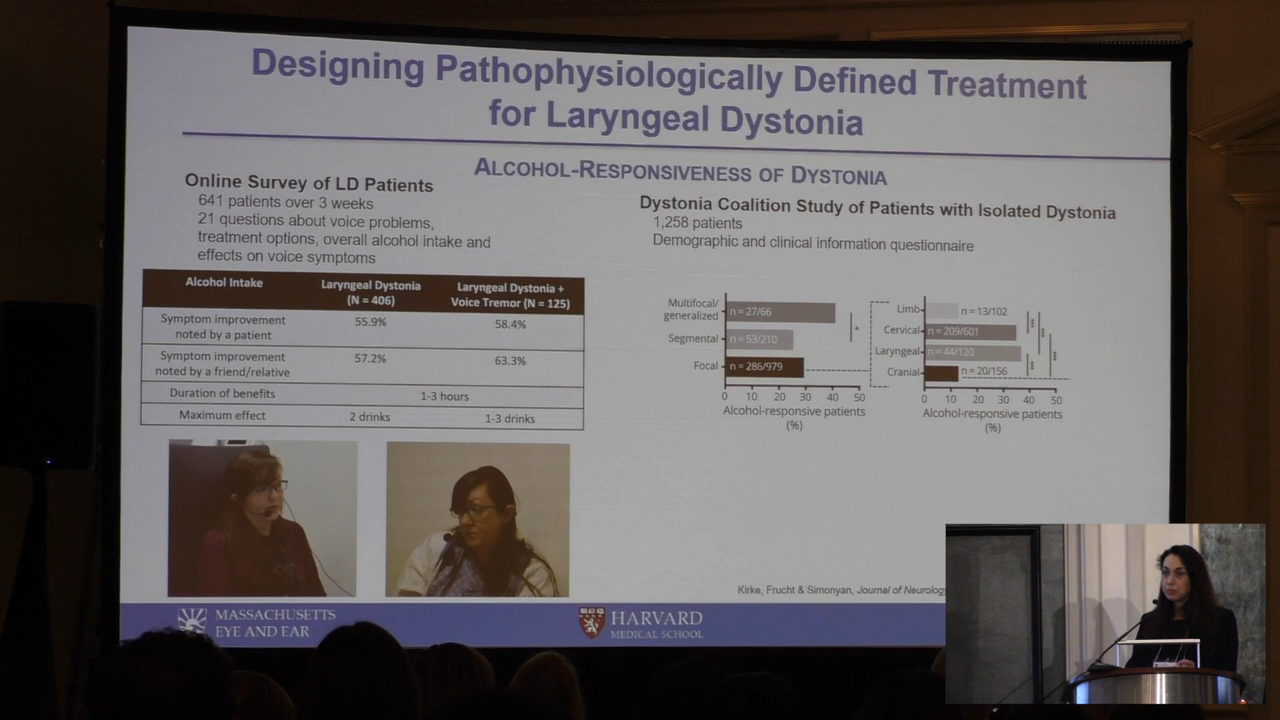 Designing Pathophysiologically Defined Treatment
for Laryngeal Dystonia
ALCOHOL-RESPONSIVENESS OF DYSTONIA
Online Survey of LD Patients
641 patients over 3 weeks
21 questions about voice problems,
treatment options, overall alcohol intake and
effects on voice symptoms
Alcohol Intake
Laryngeal Dystonia
(N = 406)
Laryngeal Dystonia +
Voice Tremor (N = 125)
Symptom improvement
noted by a patient
55.9%
58.4%
Symptom improvement
noted by a friend/relative
57.2%
63.3%
Duration of benefits
1-3 hours
Maximum effect
2 drinks
1-3 drinks
Dystonia Coalition Study of Patients with Isolated Dystonia
1,258 patients
Demographic and clinical information questionnaire
Multifocal/
generalized
n = 27/66
Segmental
n = 53/210
Focal
n = 286/979
*
0 10 20 30 40 50
Alcohol-responsive patients
(%)
Limb
n = 13/102
Cervical
n = 209/601
Laryngeal
n = 44/120
Cranial
n = 20/156
0 10 20 30 40 50
Alcohol-responsive patients
(%)
Kirke, Frucht & Simonyan, Journal of Neurology
MASSACHUSETTS
EYE AND EAR
HARVARD
MEDICAL SCHOOL